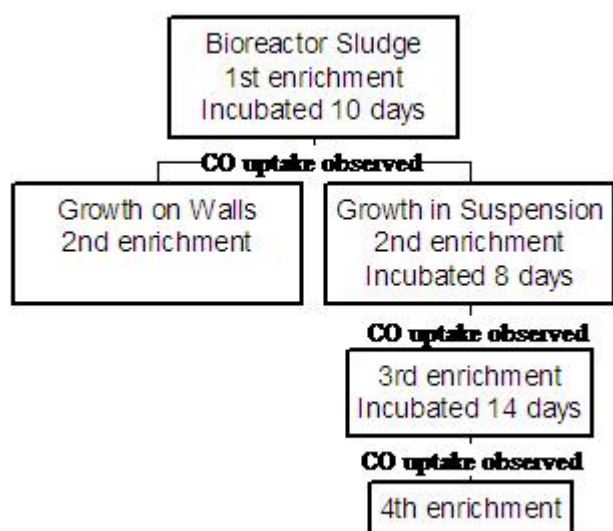 Bioreactor Sludge
1st enrichment
Incubated 10 days
CO uptake observed
Growth on Walls
2nd enrichment
Growth in Suspension
2nd enrichment
Incubated 8 days
CO uptake observed
3rd enrichment
Incubated 14 days
CO uptake observed
4th enrichment